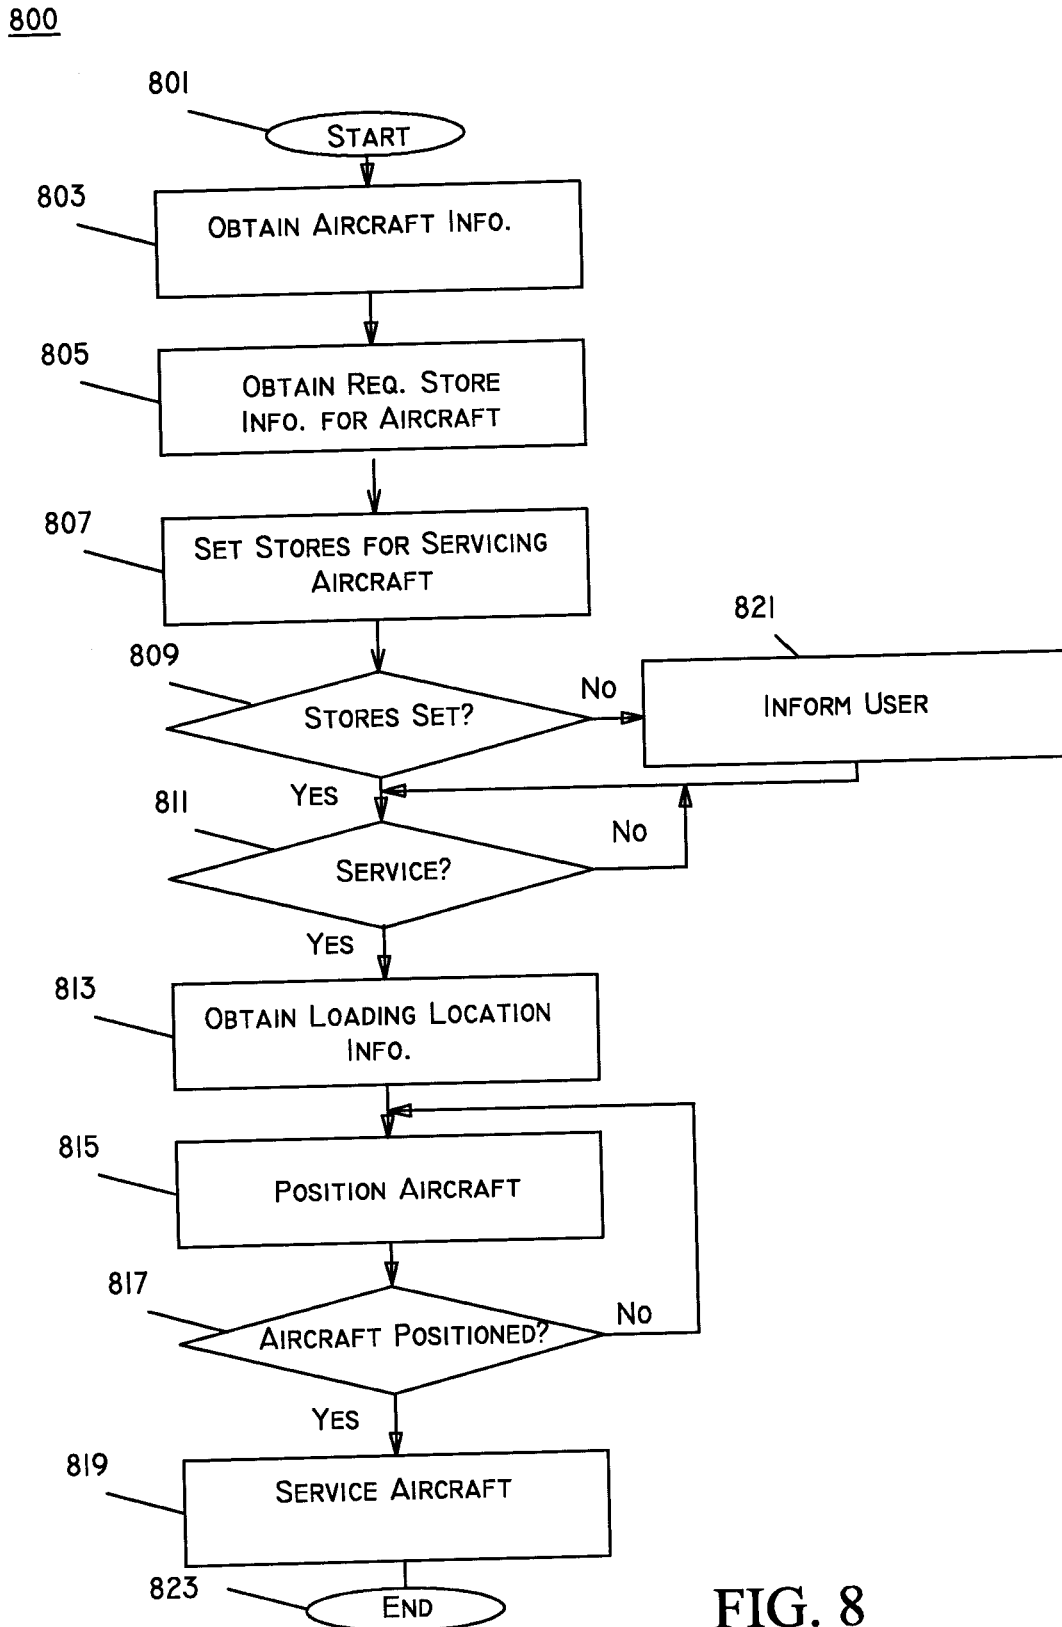 800
801
START
803
OBTAIN AIRCRAFT INFO.
805
OBTAIN REQ. STORE
INFO. FOR AIRCRAFT
807
SET STORES FOR SERVICING
AIRCRAFT
821
809
NO
STORES SET?
INFORM USER
YES
811
NO
SERVICE?
YES
813
OBTAIN LOADING LOCATION
INFO.
815
POSITION AIRCRAFT
817
NO
AIRCRAFT POSITIONED?
YES
819
SERVICE AIRCRAFT
823
END
FIG. 8